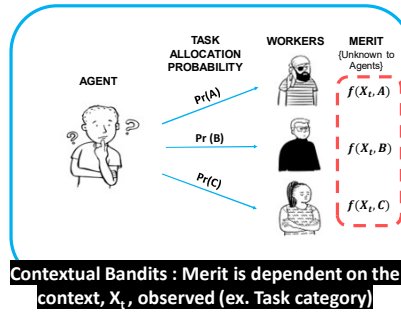 TASK
ALLOCATION
PROBABILITY
WORKERS
MERIT
{Unknown to
Agents}
AGENT
? ?
Pr(A)
Pr (B)
Pr(C)
f(Xₜ, A)
f(Xₜ, B)
f(Xₜ, C)
Contextual Bandits : Merit is dependent on the
context, Xₜ , observed (ex. Task category)